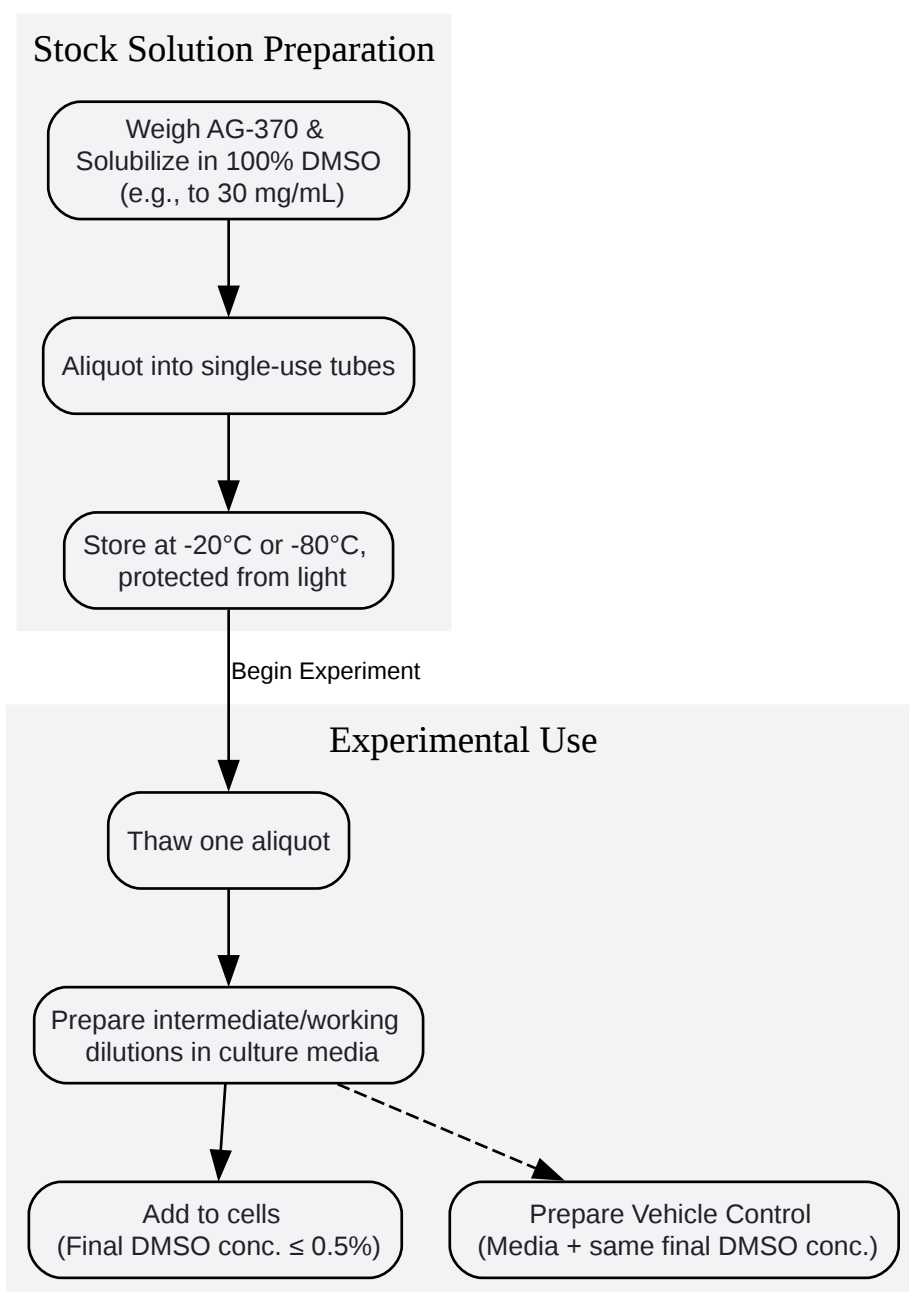 Stock Solution Preparation
Weigh AG-370 &
Solubilize in 100% DMSO
(e.g., to 30 mg/mL)
Aliquot into single-use tubes
Store at -20°C or -80°C,
protected from light
Begin Experiment
Experimental Use
Thaw one aliquot
Prepare intermediate/working
dilutions in culture media
Add to cells
(Final DMSO conc. ≤ 0.5%)
Prepare Vehicle Control
(Media + same final DMSO conc.)